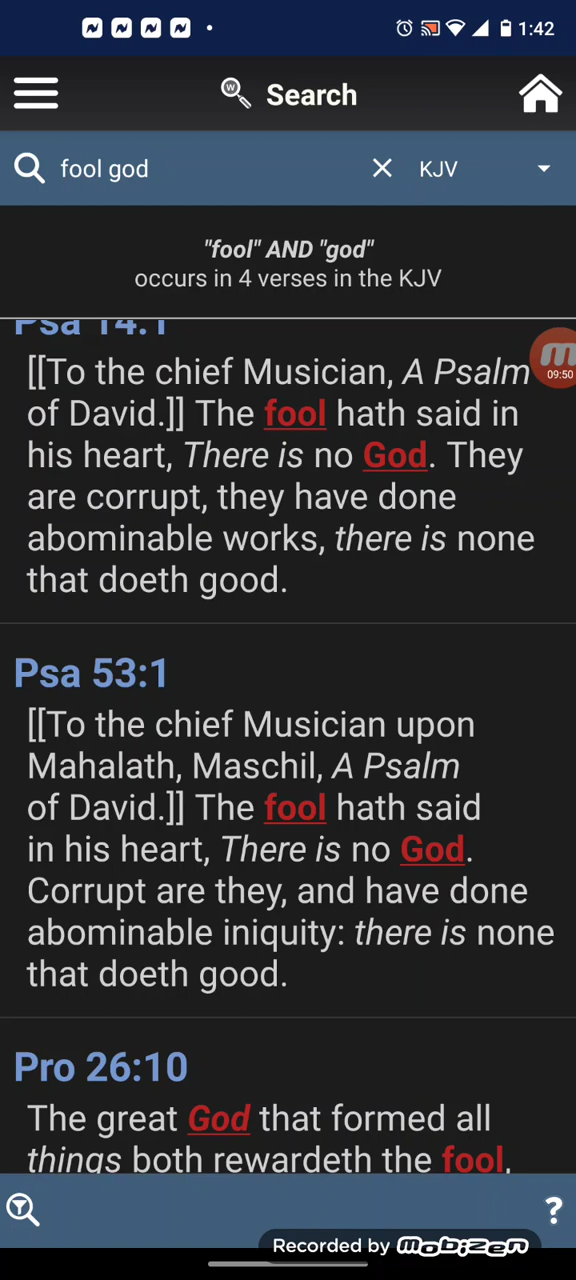 1:42
Search
fool god
KJV
"fool" AND "god"
occurs in 4 verses in the KJV
Psa 14:1
09:50
[[To the chief Musician, A Psalm
of David.]] The fool hath said in
his heart, There is no God. They
are corrupt, they have done
abominable works, there is none
that doeth good.
Psa 53:1
[[To the chief Musician upon
Mahalath, Maschil, A Psalm
of David.]] The fool hath said
in his heart, There is no God.
Corrupt are they, and have done
abominable iniquity: there is none
that doeth good.
Pro 26:10
The great God that formed all
things both rewardeth the fool,
?
Recorded by mobizen